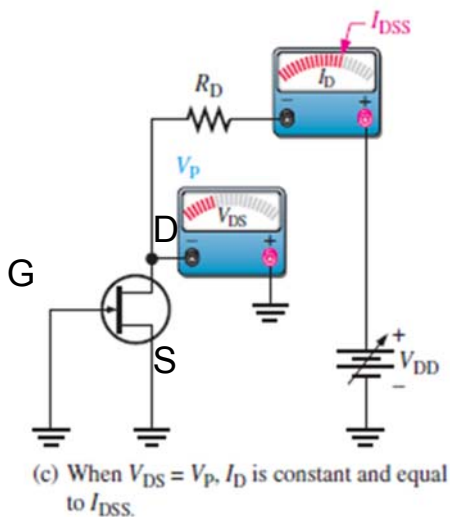 I_DSS
I_D
R_D
− +
V_P
V_DS
D
− +
G
S
+
V_DD
−
(c) When V_DS = V_P, I_D is constant and equal
to I_DSS.